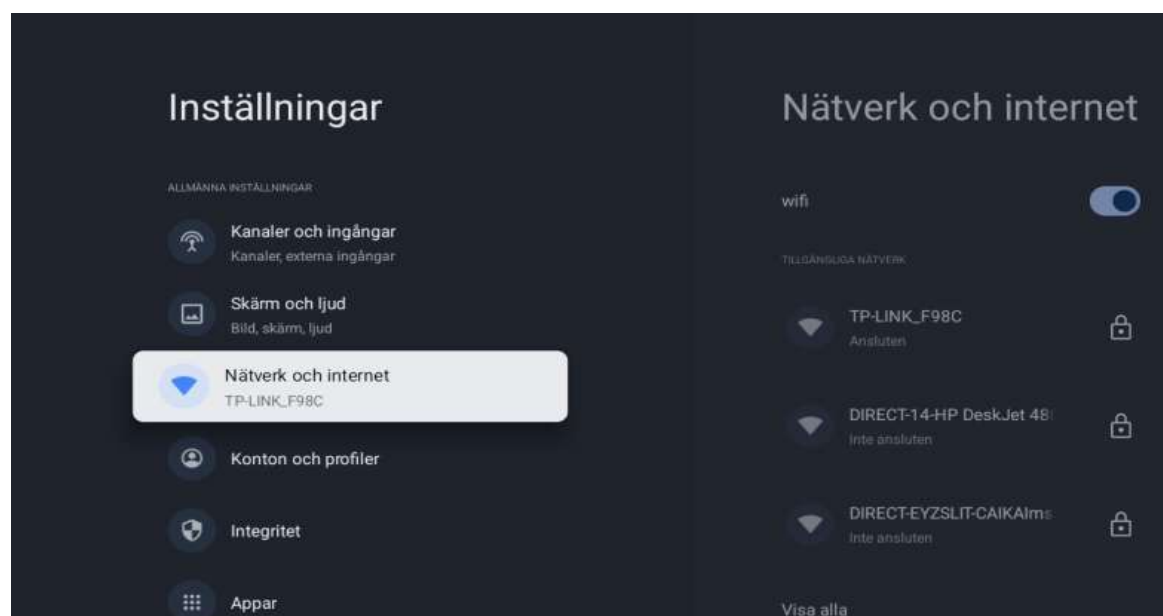 Inställningar
ALLMÄNNA INSTÄLLNINGAR
Kanaler och ingångar
Kanaler, externa ingångar
Skärm och ljud
Bild, skärm, ljud
Nätverk och internet
TP-LINK_F98C
Konton och profiler
Integritet
Appar
Nätverk och internet
wifi
TILLGÄNGLIGA NÄTVERK
TP-LINK_F98C
Ansluten
DIRECT-14-HP DeskJet 48
Inte ansluten
DIRECT-EYZSLIT-CAIKAIms
Inte ansluten
Visa alla